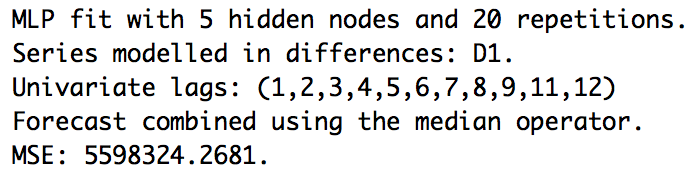 MLP fit with 5 hidden nodes and 20 repetitions.
Series modelled in differences: D1.
Univariate lags: (1,2,3,4,5,6,7,8,9,11,12)
Forecast combined using the median operator.
MSE: 5598324.2681.